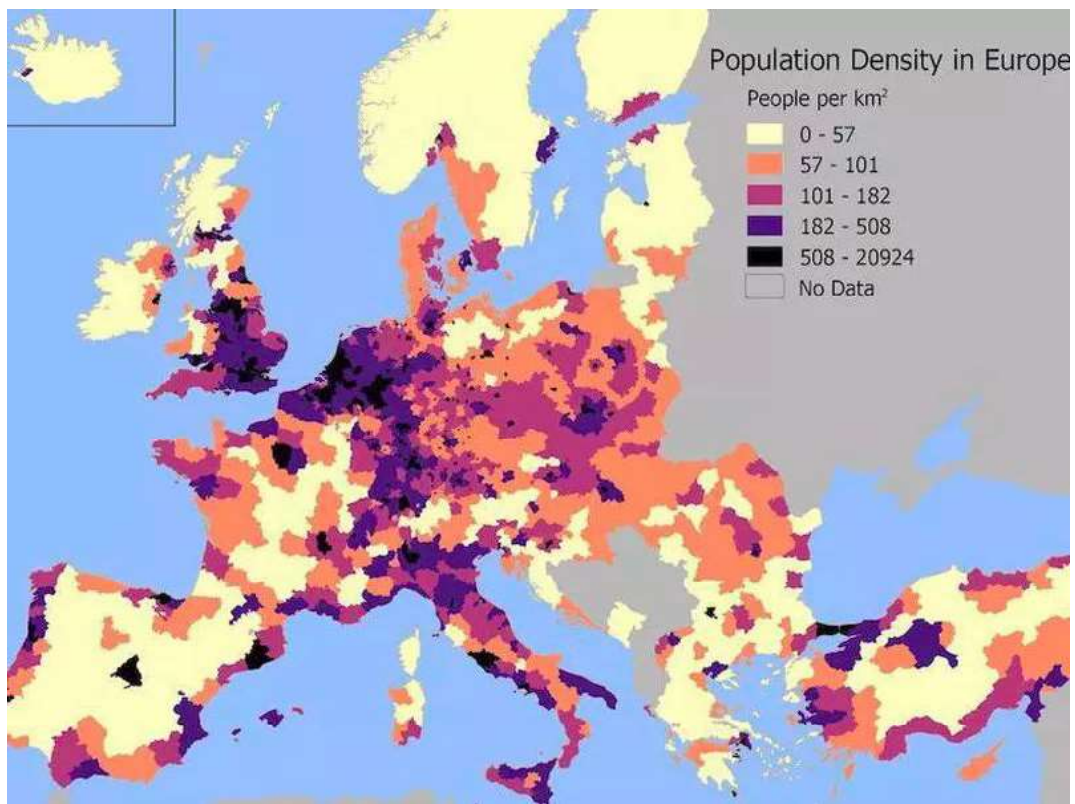 Population Density in Europe
People per km²
0 - 57
57 - 101
101 - 182
182 - 508
508 - 20924
No Data